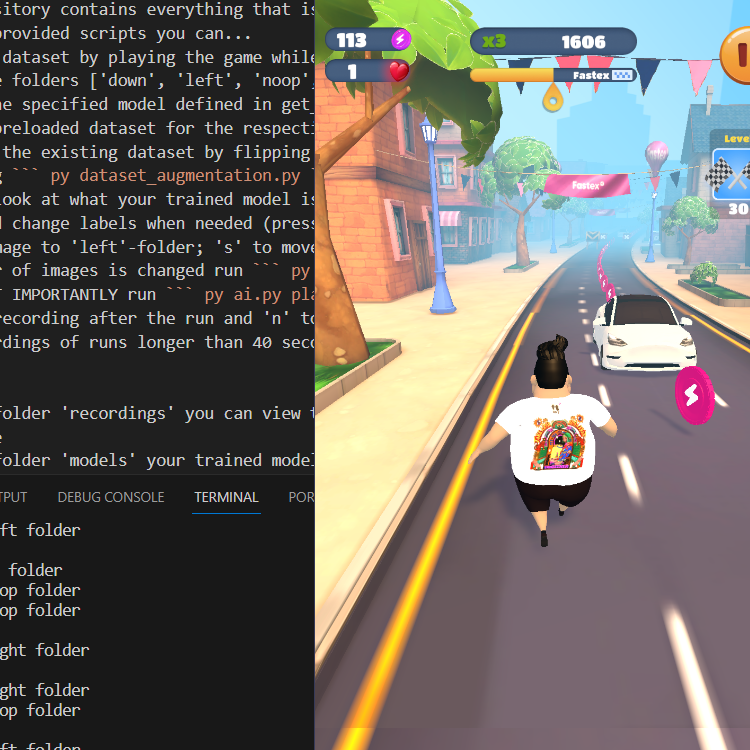 sitory contains everything that is
provided scripts you can...
dataset by playing the game while
folders ['down', 'left', 'noop',
e specified model defined in get_
preloaded dataset for the respecti
the existing dataset by flipping
``` py dataset_augmentation.py `
look at what your trained model is
d change labels when needed (press
mage to 'left'-folder; 's' to move
r of images is changed run ``` py
T IMPORTANTLY run ``` py ai.py pla
recording after the run and 'n' to
rdings of runs longer than 40 seco
folder 'recordings' you can view t
e
folder 'models' your trained model
TPUT DEBUG CONSOLE TERMINAL POR
ft folder
folder
op folder
op folder
ght folder
ght folder
op folder
ft folder
113
1
x3 1606
Fastex
Fastex
Leve
30